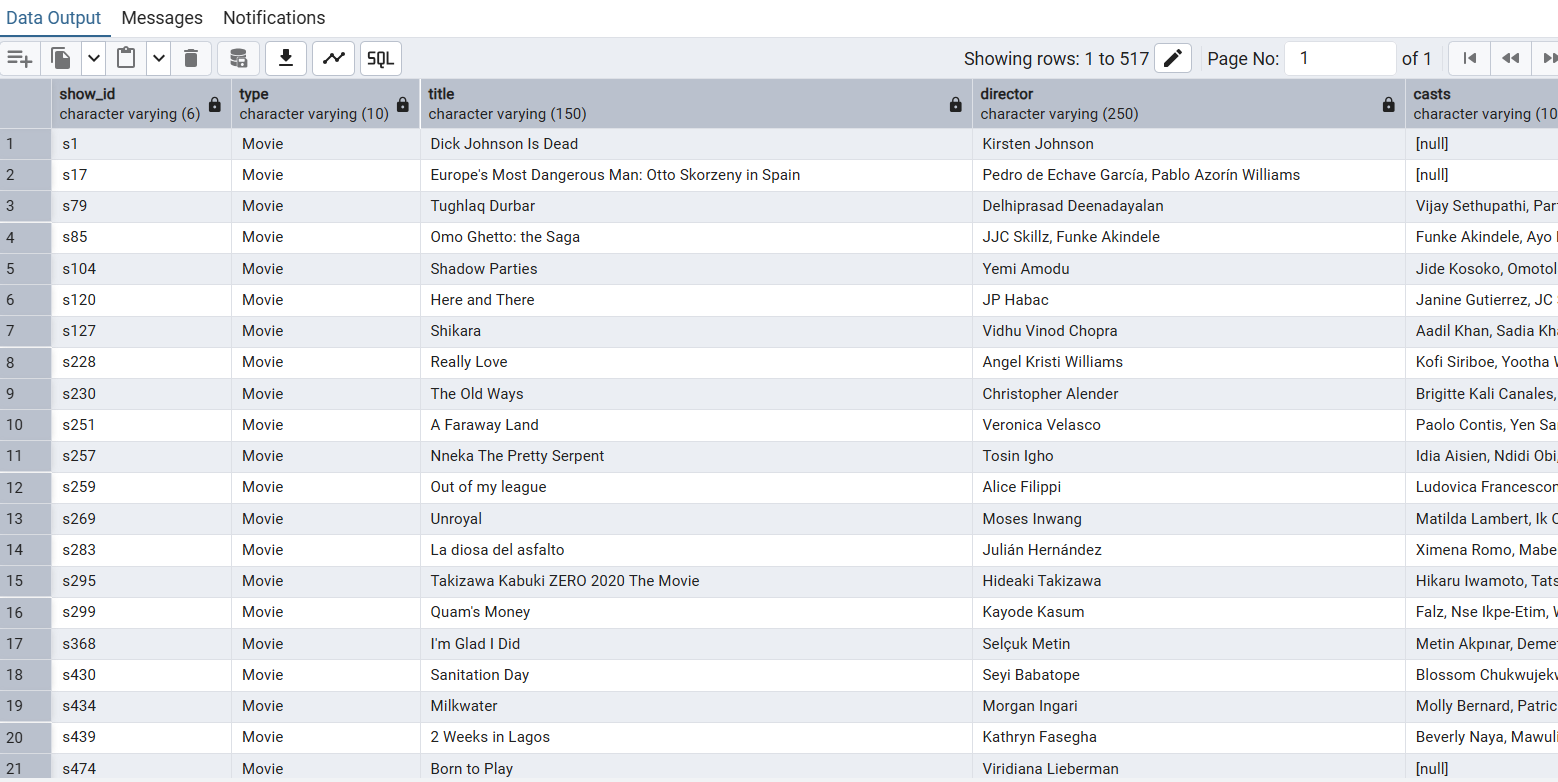 Data Output Messages Notifications
SQL Showing rows: 1 to 517 Page No: 1 of 1
show_id type title director casts
character varying (6) character varying (10) character varying (150) character varying (250) character varying (10
1 s1 Movie Dick Johnson Is Dead Kirsten Johnson [null]
2 s17 Movie Europe's Most Dangerous Man: Otto Skorzeny in Spain Pedro de Echave García, Pablo Azorín Williams [null]
3 s79 Movie Tughlaq Durbar Delhiprasad Deenadayalan Vijay Sethupathi, Par
4 s85 Movie Omo Ghetto: the Saga JJC Skillz, Funke Akindele Funke Akindele, Ayo
5 s104 Movie Shadow Parties Yemi Amodu Jide Kosoko, Omotol
6 s120 Movie Here and There JP Habac Janine Gutierrez, JC
7 s127 Movie Shikara Vidhu Vinod Chopra Aadil Khan, Sadia Kh
8 s228 Movie Really Love Angel Kristi Williams Kofi Siriboe, Yootha
9 s230 Movie The Old Ways Christopher Alender Brigitte Kali Canales,
10 s251 Movie A Faraway Land Veronica Velasco Paolo Contis, Yen Sa
11 s257 Movie Nneka The Pretty Serpent Tosin Igho Idia Aisien, Ndidi Obi,
12 s259 Movie Out of my league Alice Filippi Ludovica Francescon
13 s269 Movie Unroyal Moses Inwang Matilda Lambert, Ik
14 s283 Movie La diosa del asfalto Julián Hernández Ximena Romo, Mabe
15 s295 Movie Takizawa Kabuki ZERO 2020 The Movie Hideaki Takizawa Hikaru Iwamoto, Tats
16 s299 Movie Quam's Money Kayode Kasum Falz, Nse Ikpe-Etim,
17 s368 Movie I'm Glad I Did Selçuk Metin Metin Akpınar, Deme
18 s430 Movie Sanitation Day Seyi Babatope Blossom Chukwujekw
19 s434 Movie Milkwater Morgan Ingari Molly Bernard, Patric
20 s439 Movie 2 Weeks in Lagos Kathryn Fasegha Beverly Naya, Mawuli
21 s474 Movie Born to Play Viridiana Lieberman [null]